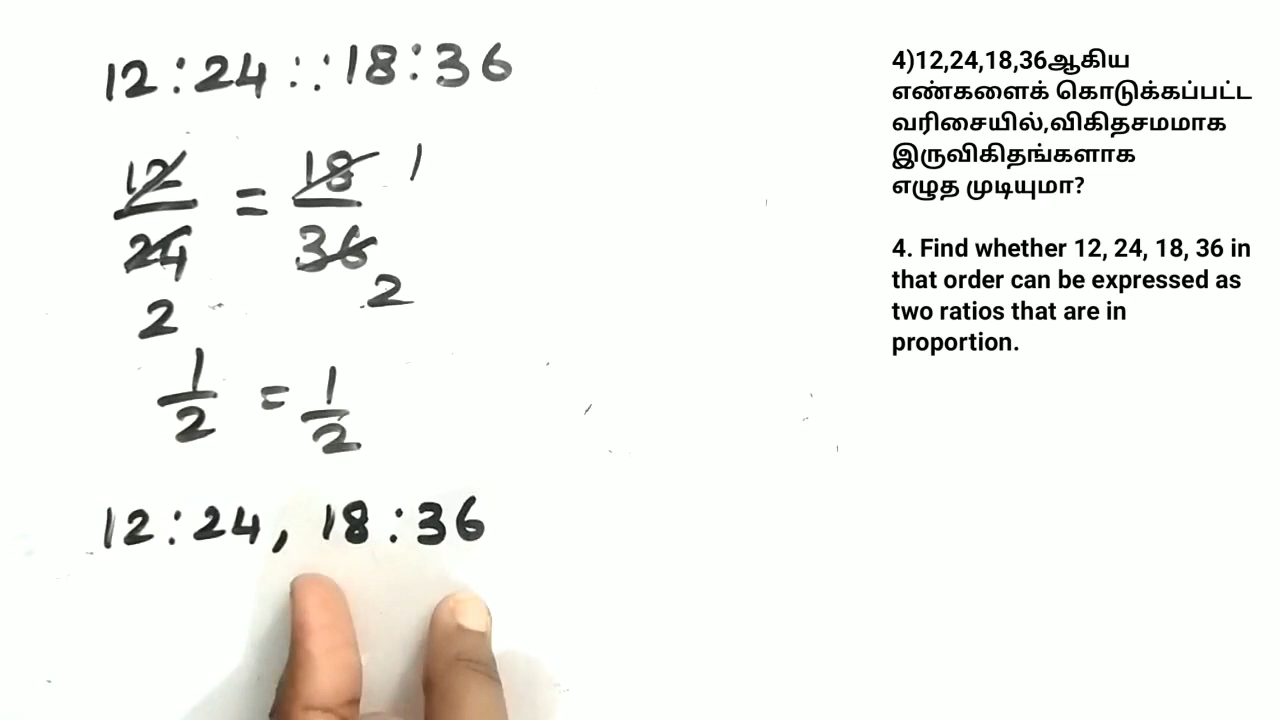 12 : 24 :: 18 : 36
12/24 = 18/36 1
2 2
1/2 = 1/2
12 : 24 , 18 : 36
4)12,24,18,36ஆகிய
எண்களைக் கொடுக்கப்பட்ட
வரிசையில்,விகிதசமமாக
இருவிகிதங்களாக
எழுத முடியுமா?
4. Find whether 12, 24, 18, 36 in
that order can be expressed as
two ratios that are in
proportion.